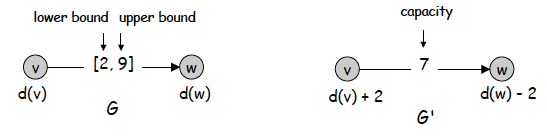 lower bound upper bound
v [2, 9] w
d(v) d(w)
G
capacity
v 7 w
d(v) + 2 d(w) - 2
G'